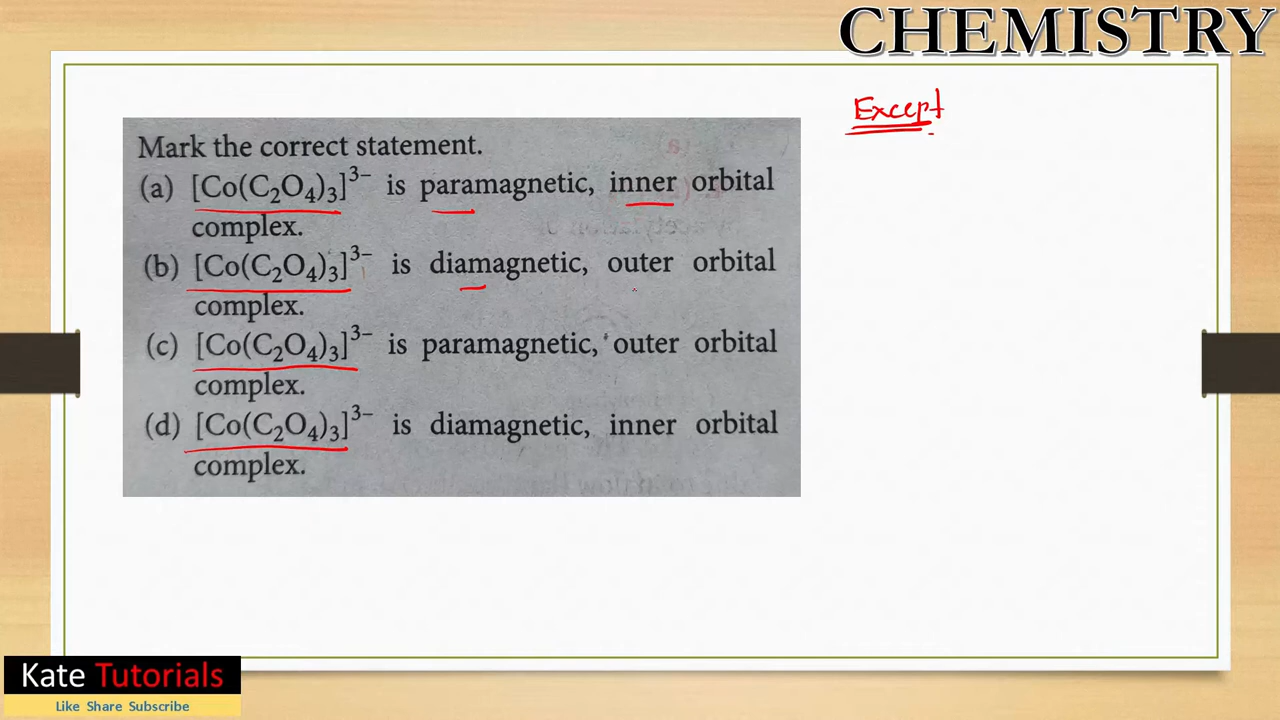 CHEMISTRY
Except
Mark the correct statement.
(a) [Co(C₂O₄)₃]³⁻ is paramagnetic, inner orbital
complex.
(b) [Co(C₂O₄)₃]³⁻ is diamagnetic, outer orbital
complex.
(c) [Co(C₂O₄)₃]³⁻ is paramagnetic, outer orbital
complex.
(d) [Co(C₂O₄)₃]³⁻ is diamagnetic, inner orbital
complex.
Kate Tutorials
Like Share Subscribe